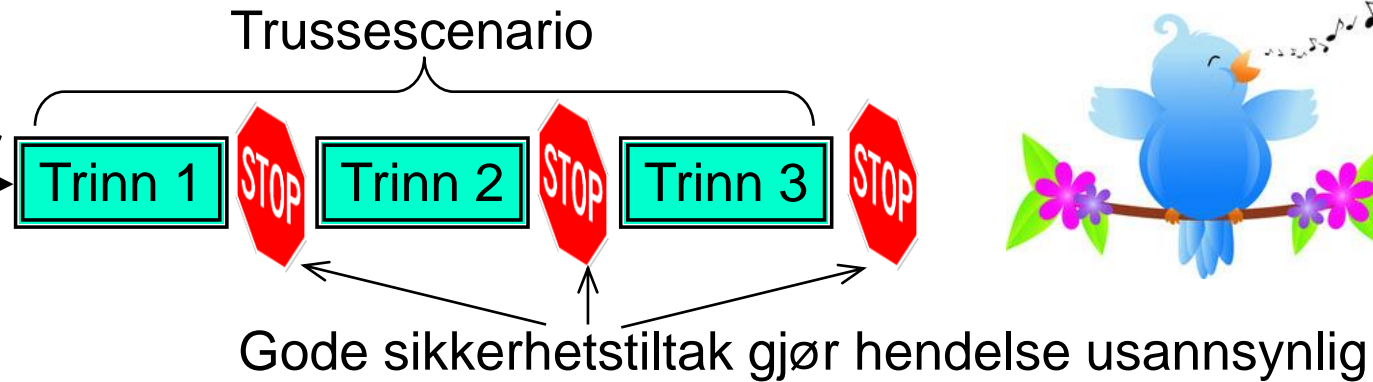 Trussescenario
Trinn 1 STOP Trinn 2 STOP Trinn 3 STOP
Gode sikkerhetstiltak gjør hendelse usannsynlig